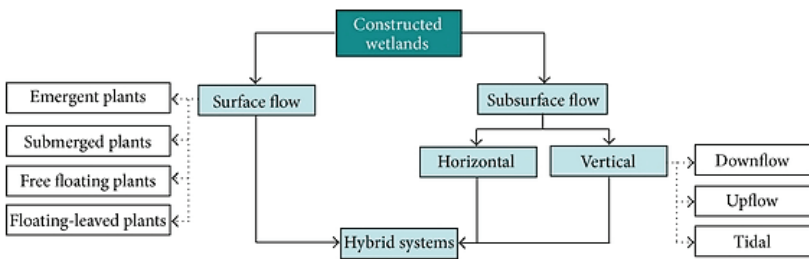 Constructed
wetlands
Emergent plants
Surface flow
Subsurface flow
Submerged plants
Horizontal
Vertical
Downflow
Free floating plants
Upflow
Floating-leaved plants
Hybrid systems
Tidal